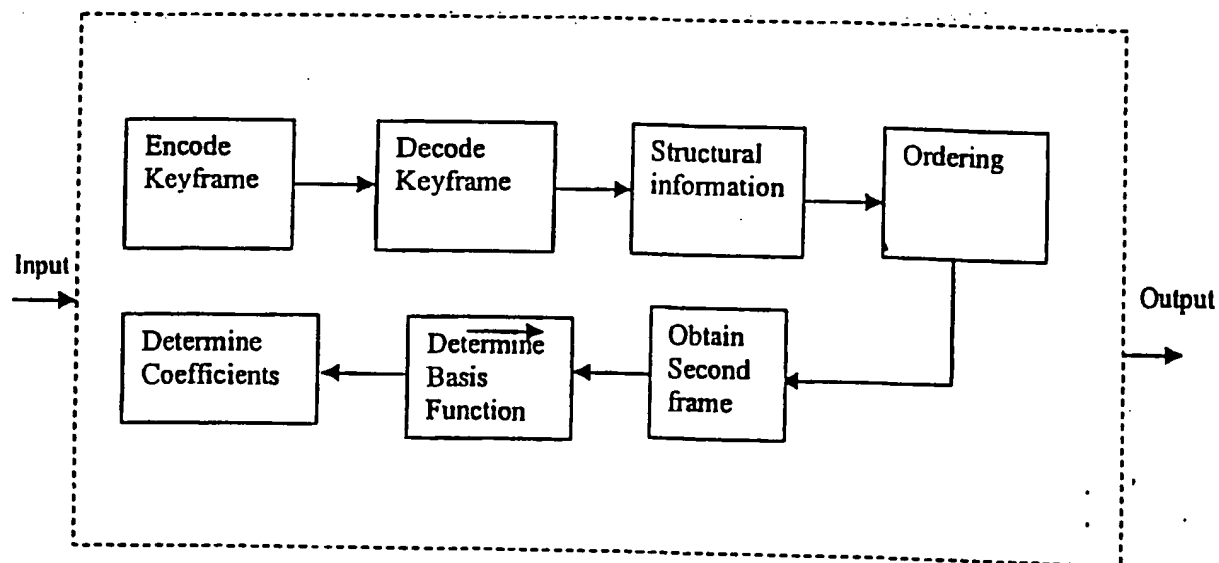 Encode
Keyframe
Decode
Keyframe
Structural
information
Ordering
Input
Output
Determine
Coefficients
Determine
Basis
Function
Obtain
Second
frame